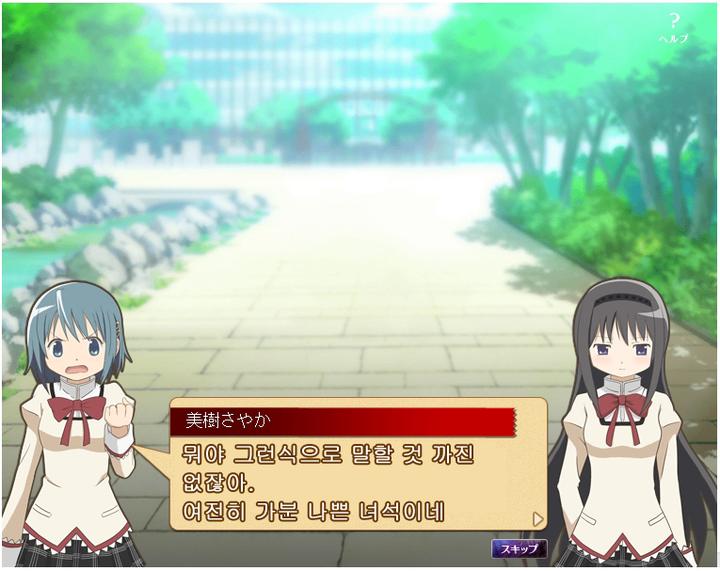 ?
ヘルプ
美樹さやか
뭐야 그런식으로 말할 것 까진
없잖아.
여전히 가분 나쁜 녀석이네
スキップ